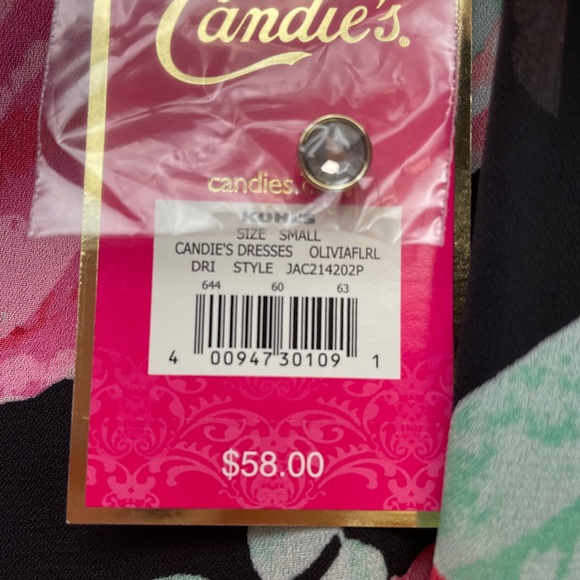 Candie's®
candies.
KOHL'S
SIZE SMALL
CANDIE'S DRESSES OLIVIAFLRL
DRI STYLE JAC214202P
644 60 63
4 00947 30109 1
$58.00